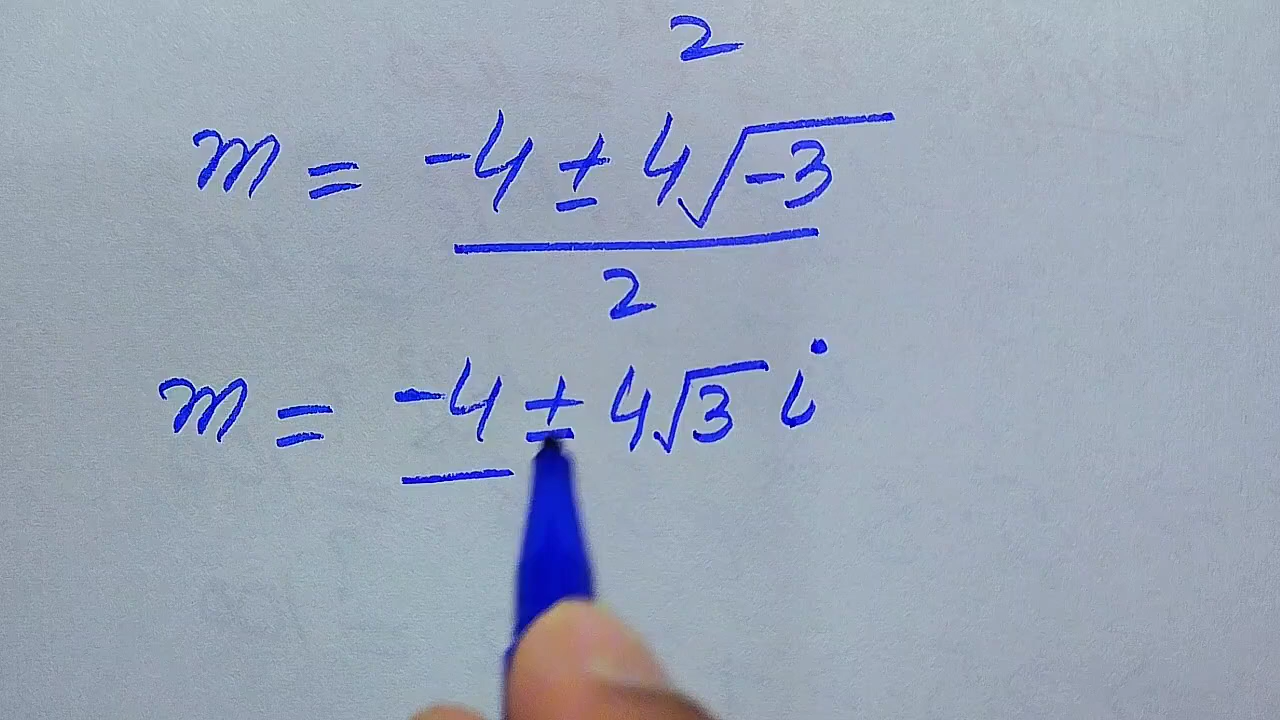 2
m = -4 ± 4√-3
2
m = -4 ± 4√3 i